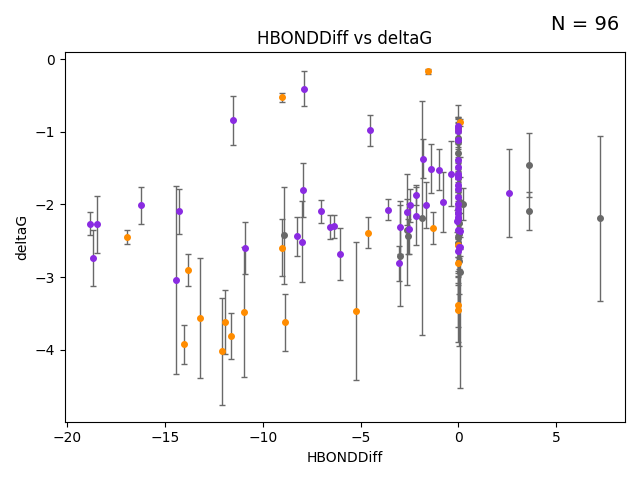 N = 96
HBONDDiff vs deltaG
deltaG
0
−1
−2
−3
−4
−20 −15 −10 −5 0 5
HBONDDiff